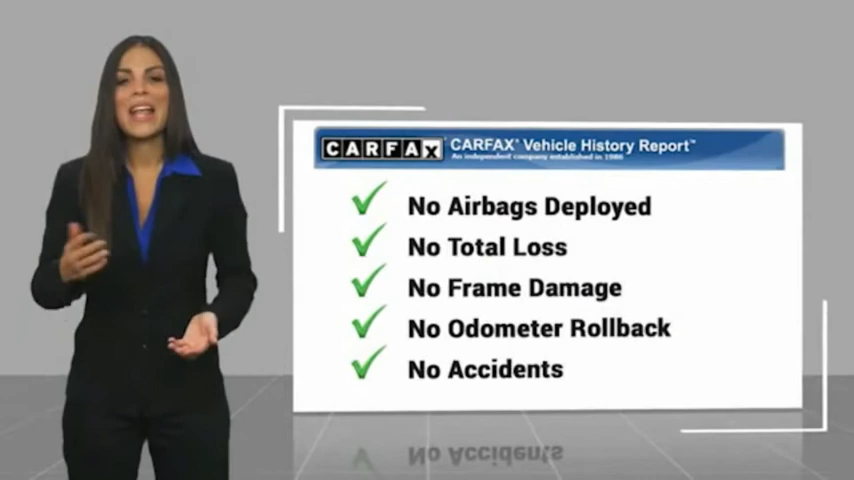 CARFAX CARFAX® Vehicle History Report™
An independent company established in 1986
No Airbags Deployed
No Total Loss
No Frame Damage
No Odometer Rollback
No Accidents
No Accidents